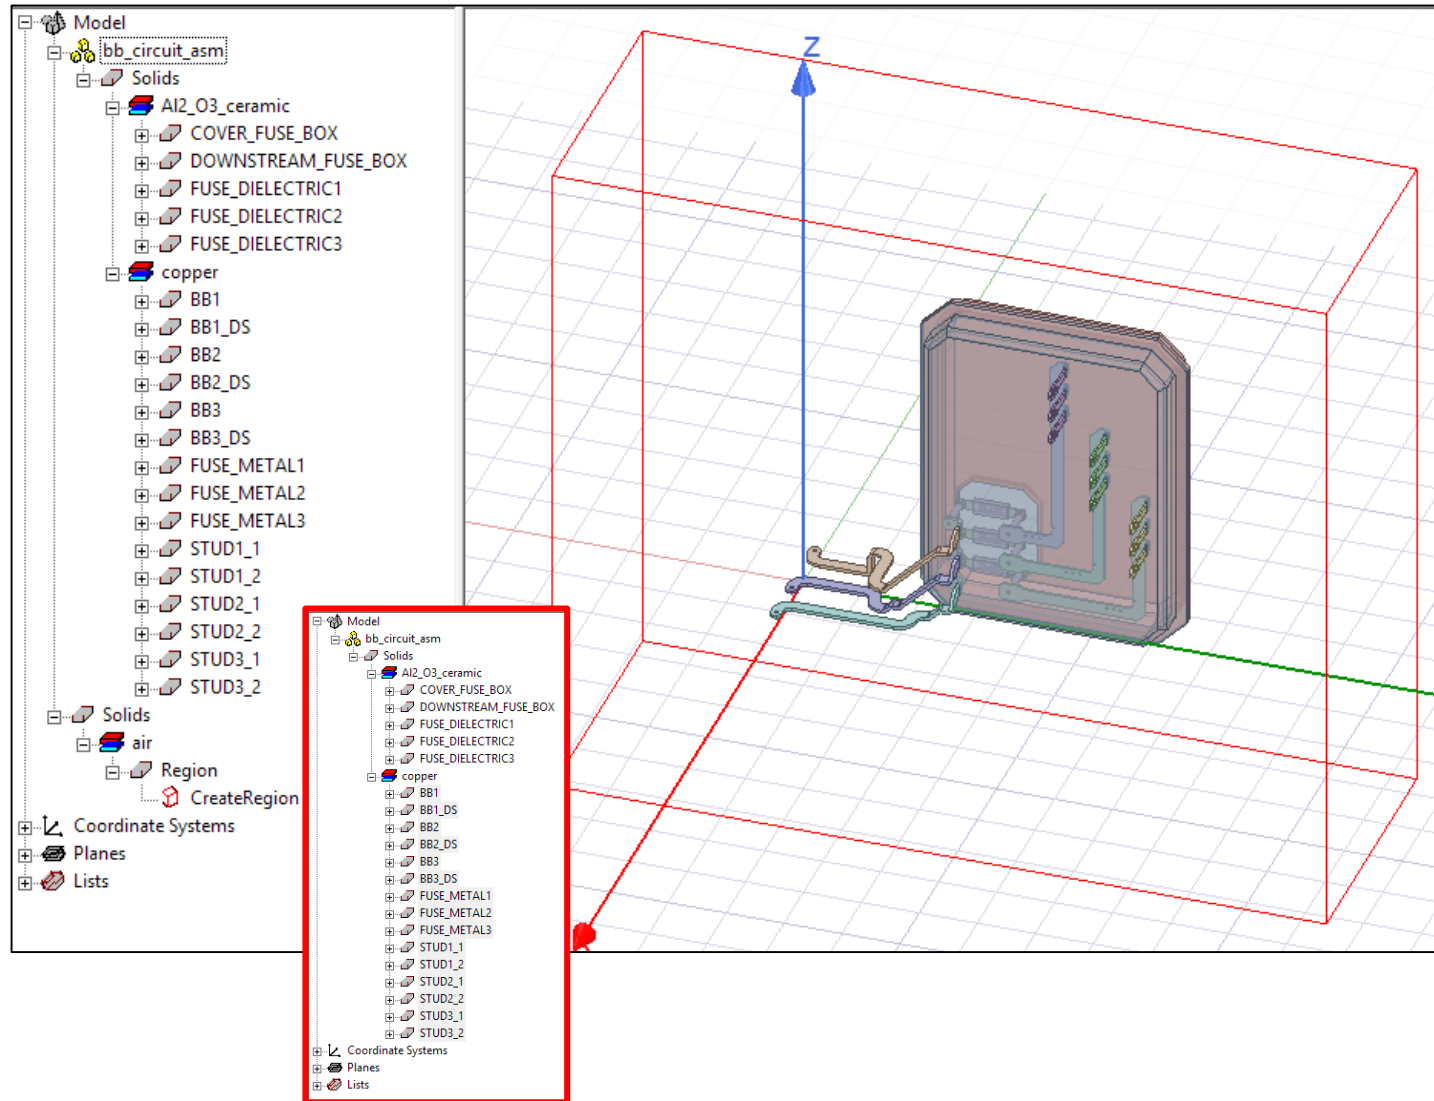 Model
bb_circuit_asm
Solids
Al2_O3_ceramic
COVER_FUSE_BOX
DOWNSTREAM_FUSE_BOX
FUSE_DIELECTRIC1
FUSE_DIELECTRIC2
FUSE_DIELECTRIC3
copper
BB1
BB1_DS
BB2
BB2_DS
BB3
BB3_DS
FUSE_METAL1
FUSE_METAL2
FUSE_METAL3
STUD1_1
STUD1_2
STUD2_1
STUD2_2
STUD3_1
STUD3_2
Solids
air
Region
CreateRegion
Coordinate Systems
Planes
Lists
Z
Model
bb_circuit_asm
Solids
Al2_O3_ceramic
COVER_FUSE_BOX
DOWNSTREAM_FUSE_BOX
FUSE_DIELECTRIC1
FUSE_DIELECTRIC2
FUSE_DIELECTRIC3
copper
BB1
BB1_DS
BB2
BB2_DS
BB3
BB3_DS
FUSE_METAL1
FUSE_METAL2
FUSE_METAL3
STUD1_1
STUD1_2
STUD2_1
STUD2_2
STUD3_1
STUD3_2
Coordinate Systems
Planes
Lists